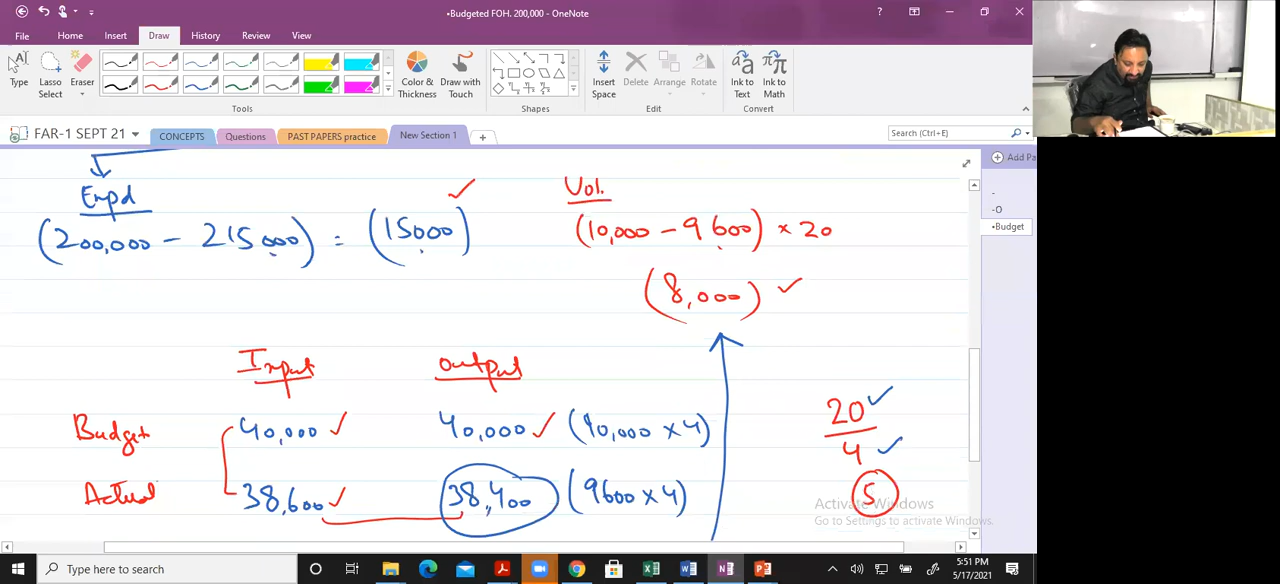 •Budgeted FOH. 200,000 - OneNote
File Home Insert Draw History Review View
Type
Lasso Select
Eraser
Color & Thickness
Draw with Touch
Insert Space
Delete
Arrange
Rotate
Ink to Text
Ink to Math
Tools
Shapes
Edit
Convert
FAR-1 SEPT 21
CONCEPTS
Questions
PAST PAPERS practice
New Section 1
Search (Ctrl+E)
Add Pa
-O
•Budget
Expd
(200,000 - 215000) = (15000)
Vol.
(10,000 - 9600) × 20
(8,000)
Input output
Budget 40,000 40,000 (10,000 × 4)
Actual 38,600 38,400 (9600 × 4)
20
4
5
Activate Windows
Go to Settings to activate Windows.
Type here to search
5:51 PM
5/17/2021